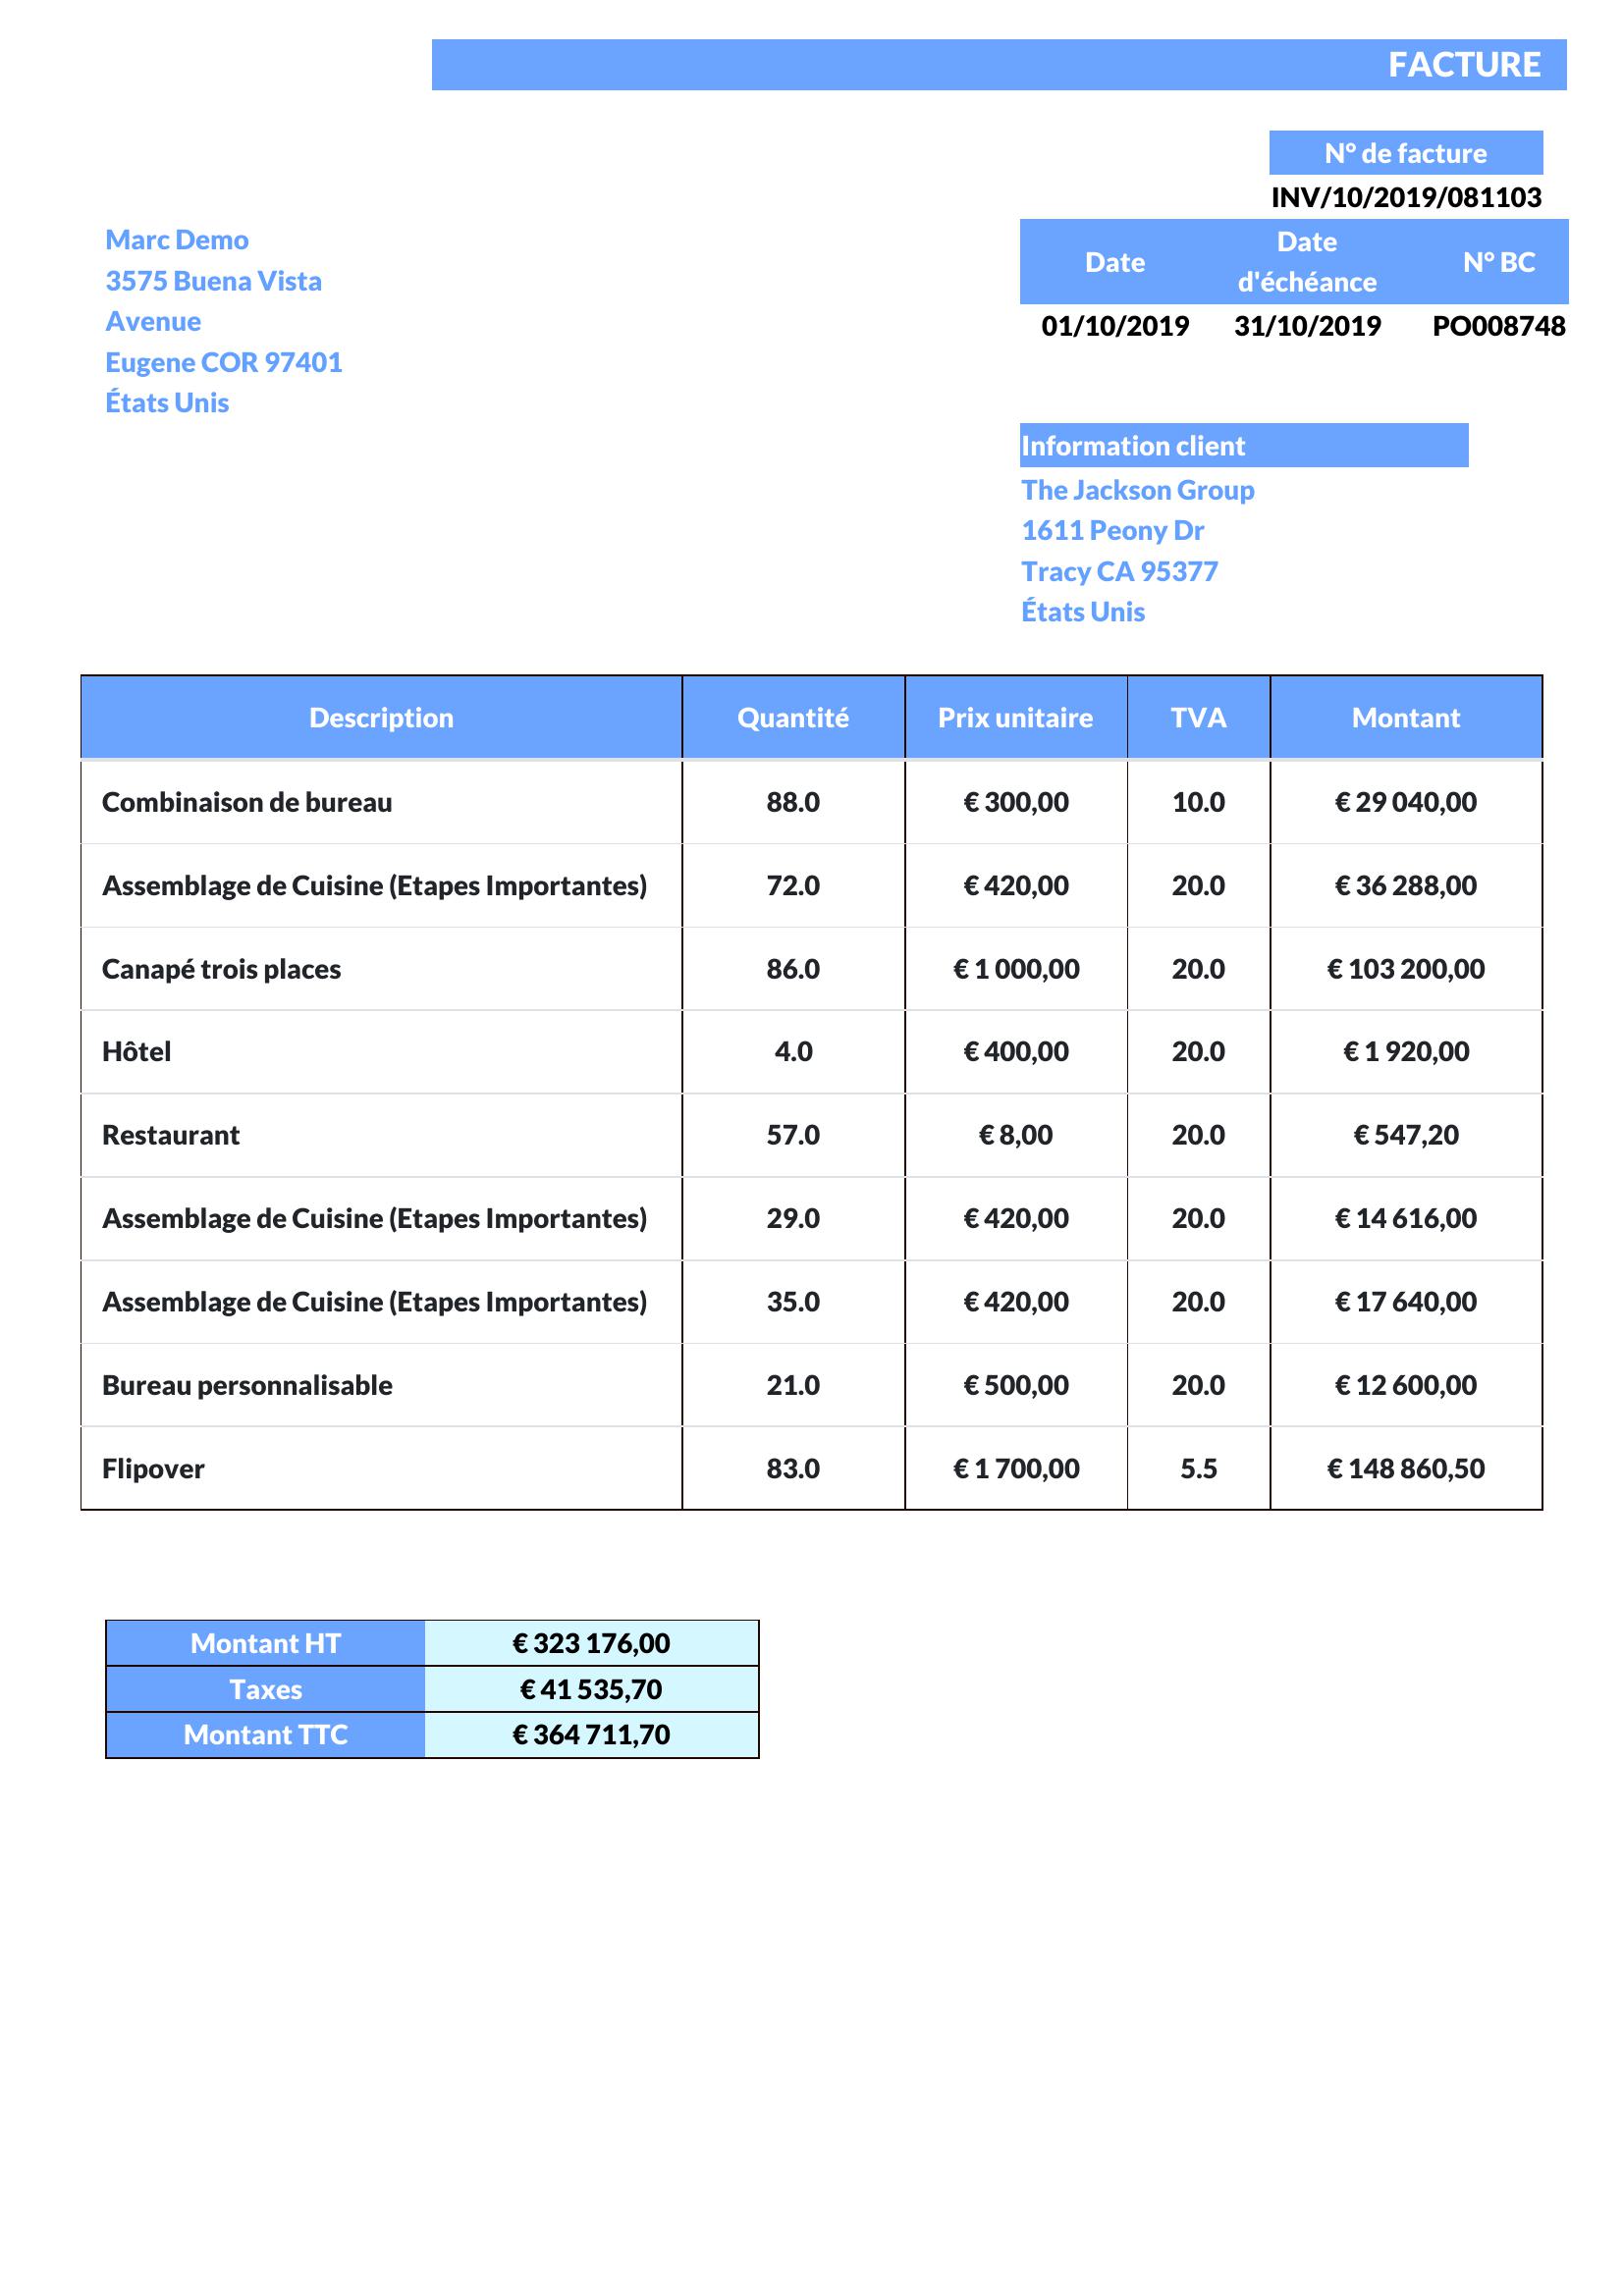 FACTURE
N° de facture
INV/10/2019/081103
Marc Demo
3575 Buena Vista
Avenue
Eugene COR 97401
États Unis
Date Date d'échéance N° BC
01/10/2019 31/10/2019 PO008748
Information client
The Jackson Group
1611 Peony Dr
Tracy CA 95377
États Unis
Description Quantité Prix unitaire TVA Montant
Combinaison de bureau 88.0 € 300,00 10.0 € 29 040,00
Assemblage de Cuisine (Etapes Importantes) 72.0 € 420,00 20.0 € 36 288,00
Canapé trois places 86.0 € 1 000,00 20.0 € 103 200,00
Hôtel 4.0 € 400,00 20.0 € 1 920,00
Restaurant 57.0 € 8,00 20.0 € 547,20
Assemblage de Cuisine (Etapes Importantes) 29.0 € 420,00 20.0 € 14 616,00
Assemblage de Cuisine (Etapes Importantes) 35.0 € 420,00 20.0 € 17 640,00
Bureau personnalisable 21.0 € 500,00 20.0 € 12 600,00
Flipover 83.0 € 1 700,00 5.5 € 148 860,50
Montant HT € 323 176,00
Taxes € 41 535,70
Montant TTC € 364 711,70